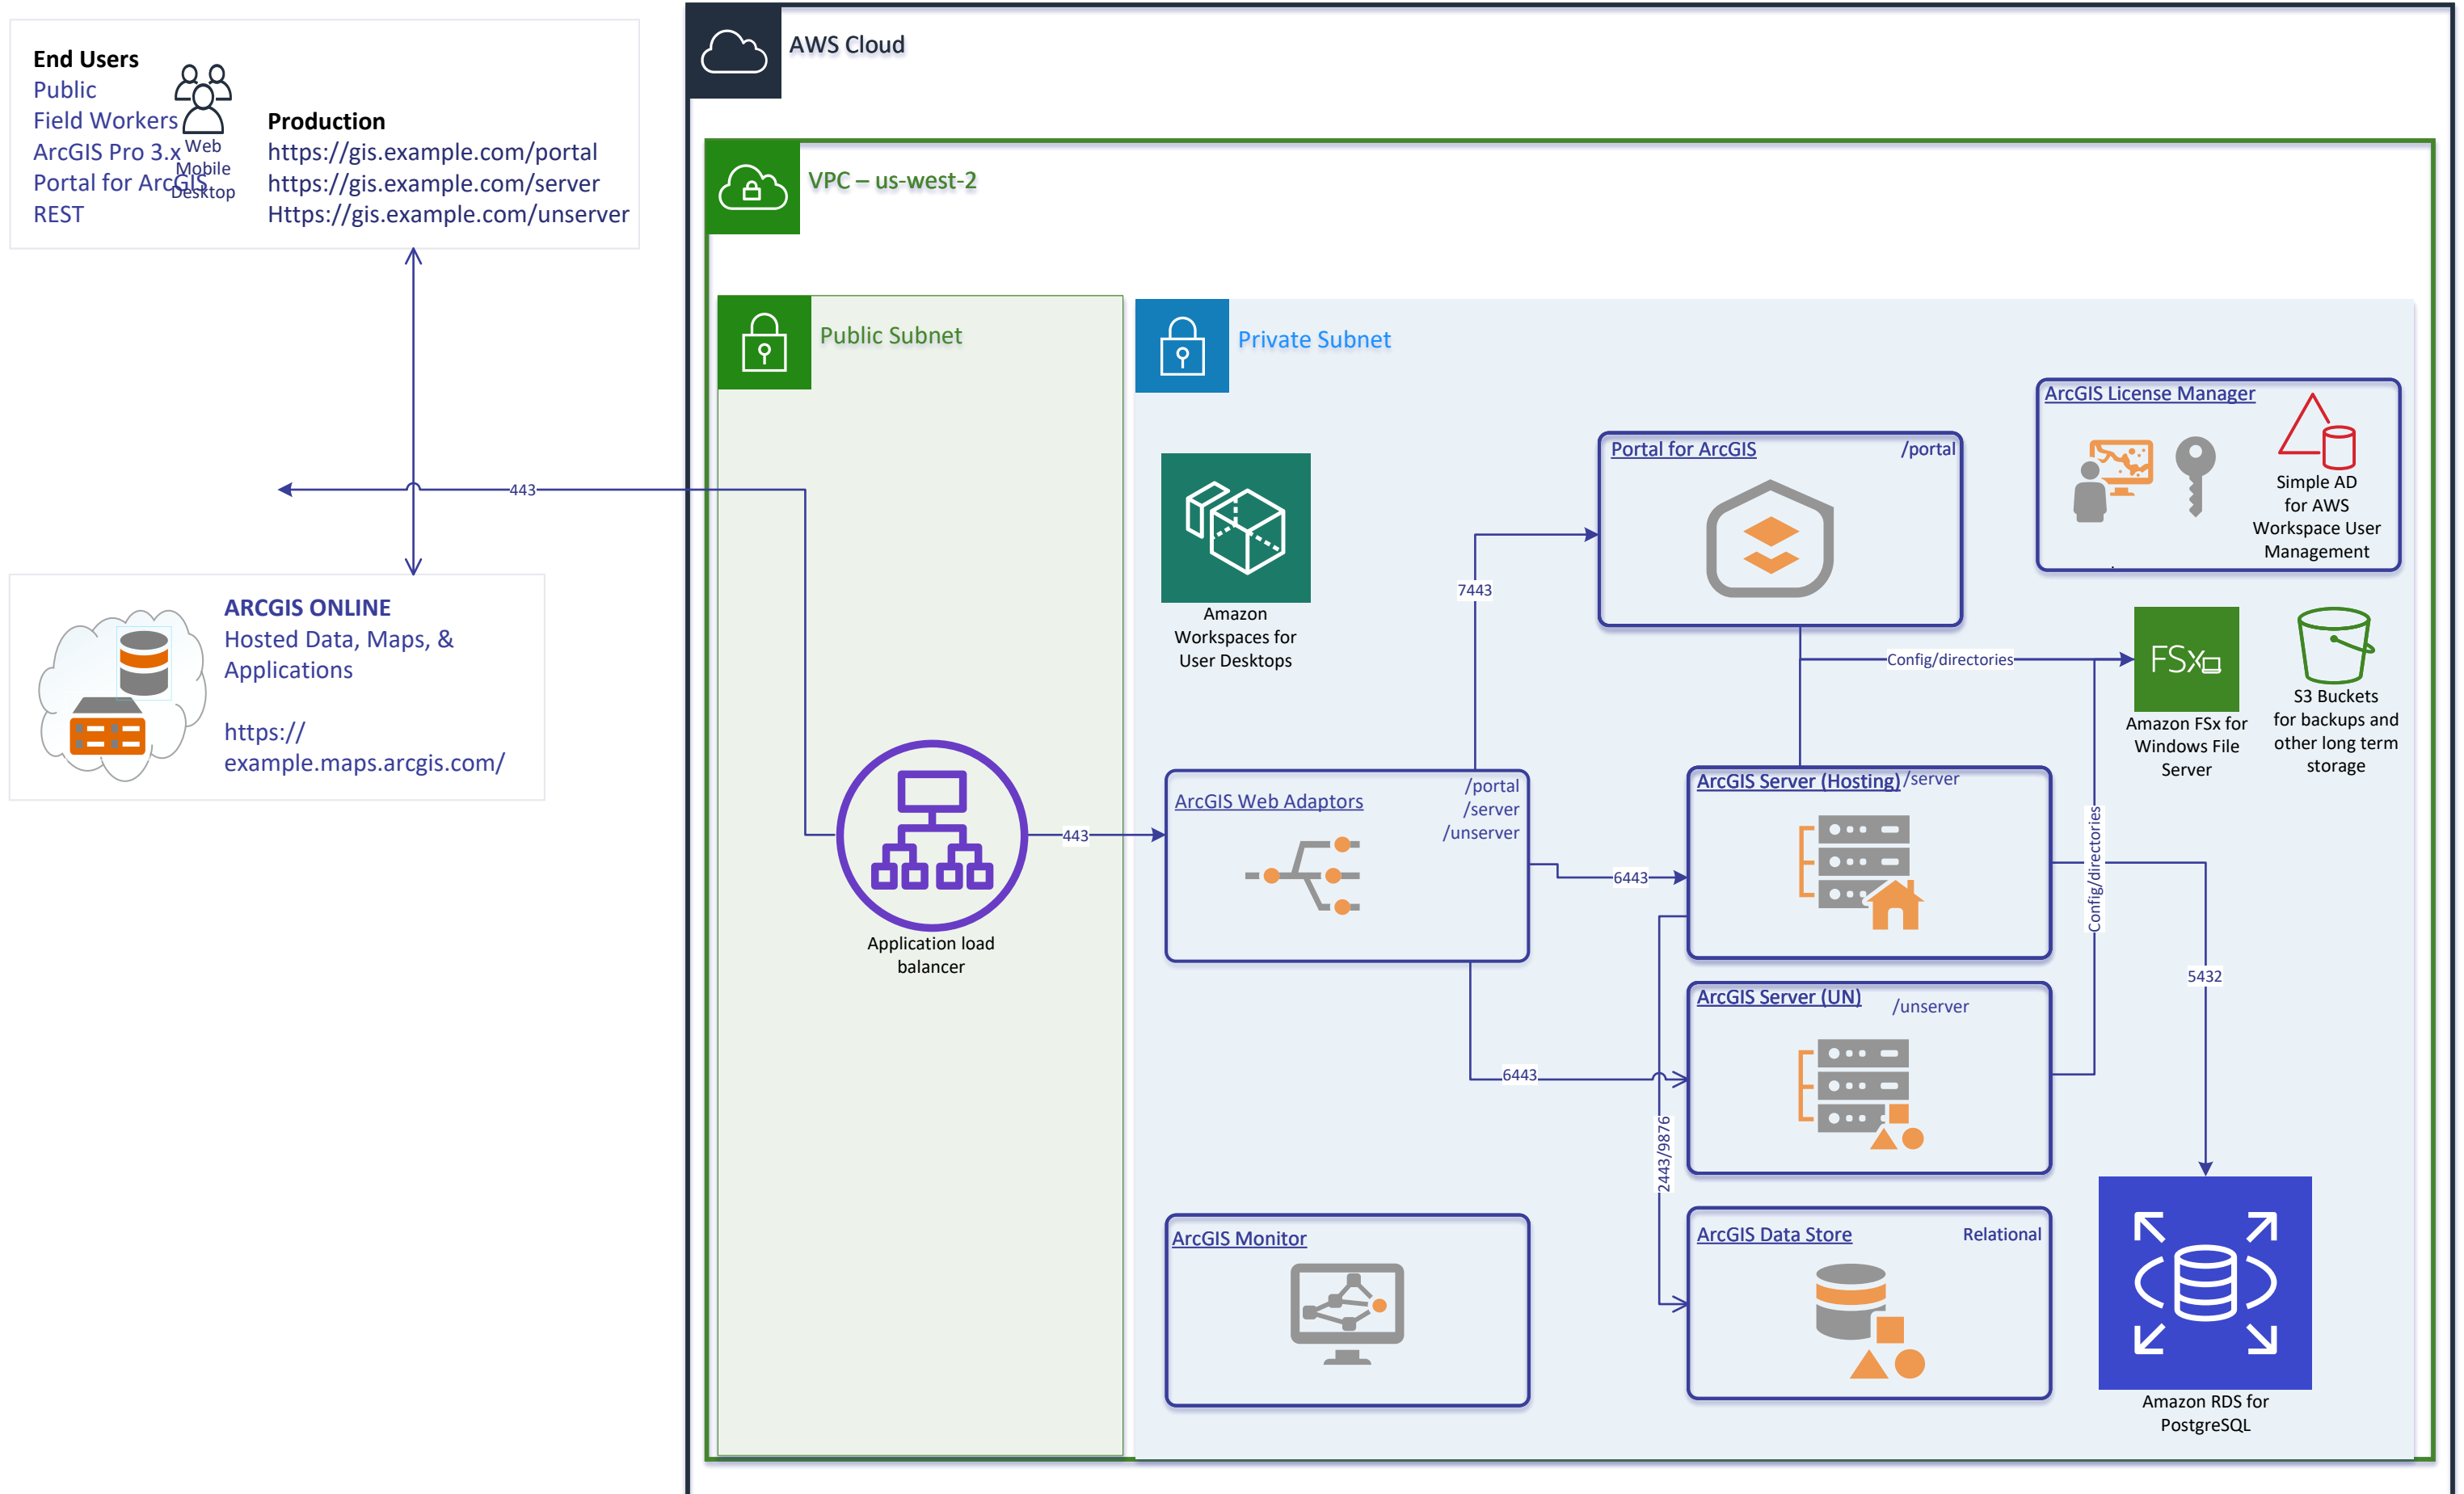 End Users
Public
Field Workers
ArcGIS Pro 3.x
Portal for ArcGIS
REST
Web
Mobile
Desktop
Production
https://gis.example.com/portal
https://gis.example.com/server
Https://gis.example.com/unserver
443
ARCGIS ONLINE
Hosted Data, Maps, &
Applications
https://
example.maps.arcgis.com/
AWS Cloud
VPC – us-west-2
Public Subnet
Application load
balancer
443
Private Subnet
Amazon
Workspaces for
User Desktops
7443
Portal for ArcGIS
/portal
ArcGIS License Manager
Simple AD
for AWS
Workspace User
Management
Config/directories
FSx
Amazon FSx for
Windows File
Server
S3 Buckets
for backups and
other long term
storage
ArcGIS Web Adaptors
/portal
/server
/unserver
6443
ArcGIS Server (Hosting)
/server
Config/directories
5432
6443
ArcGIS Server (UN)
/unserver
2443/9876
ArcGIS Monitor
ArcGIS Data Store
Relational
Amazon RDS for
PostgreSQL